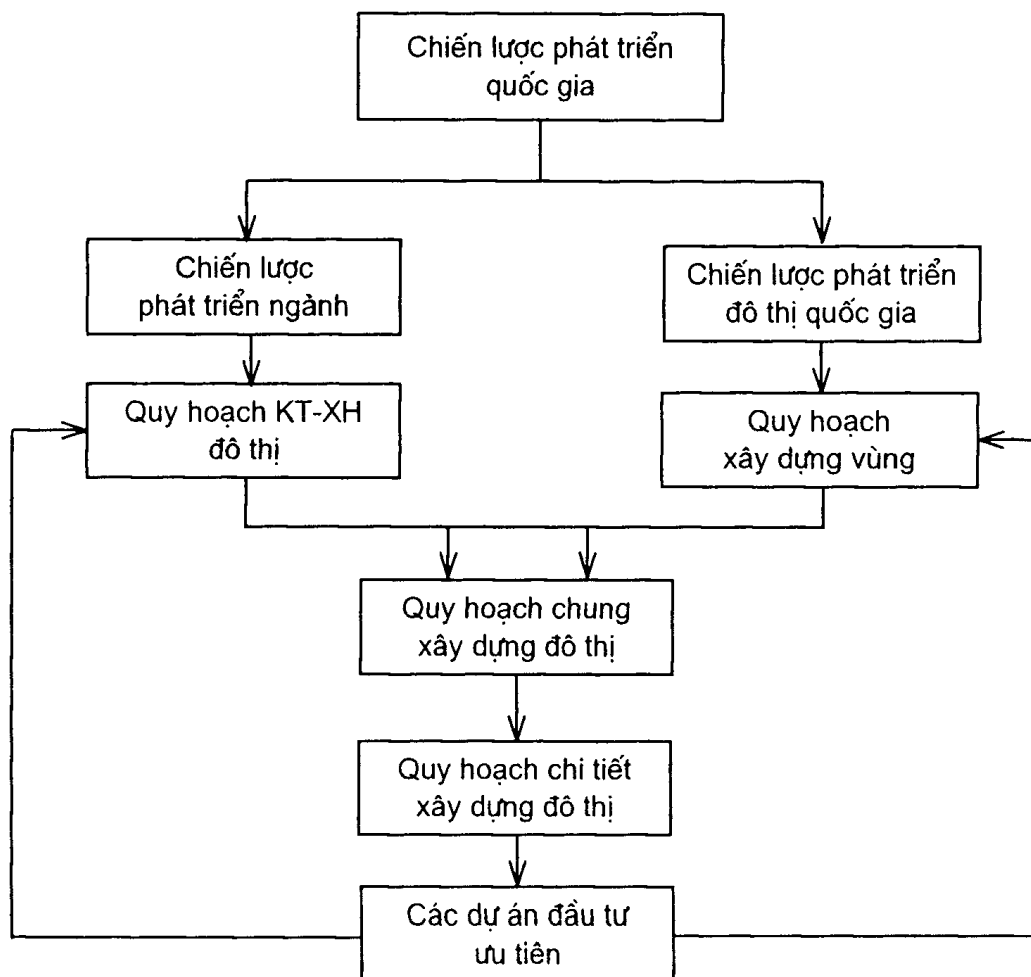 Chiến lược phát triển
quốc gia
Chiến lược
phát triển ngành
Chiến lược phát triển
đô thị quốc gia
Quy hoạch KT-XH
đô thị
Quy hoạch
xây dựng vùng
Quy hoạch chung
xây dựng đô thị
Quy hoạch chi tiết
xây dựng đô thị
Các dự án đầu tư
ưu tiên